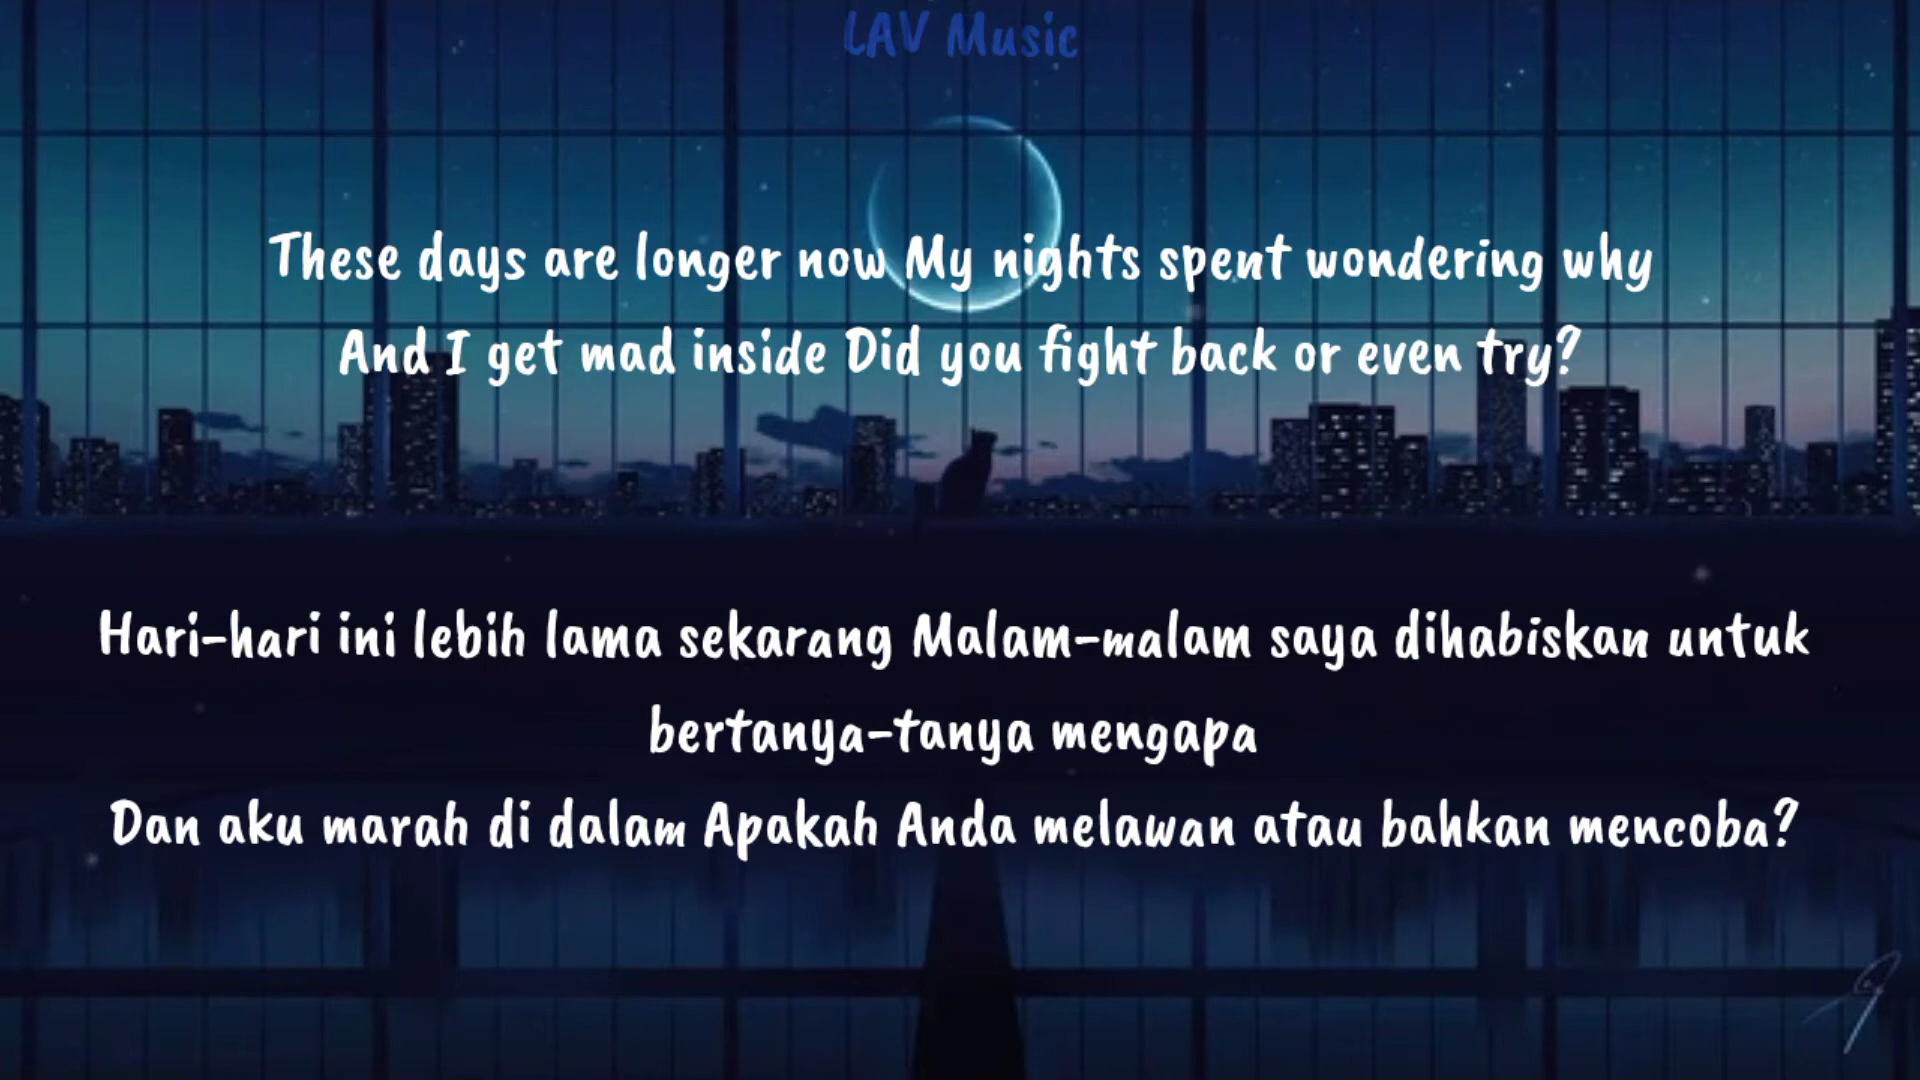 LAV Music
These days are longer now My nights spent wondering why
And I get mad inside Did you fight back or even try?
Hari-hari ini lebih lama sekarang Malam-malam saya dihabiskan untuk
bertanya-tanya mengapa
Dan aku marah di dalam Apakah Anda melawan atau bahkan mencoba?